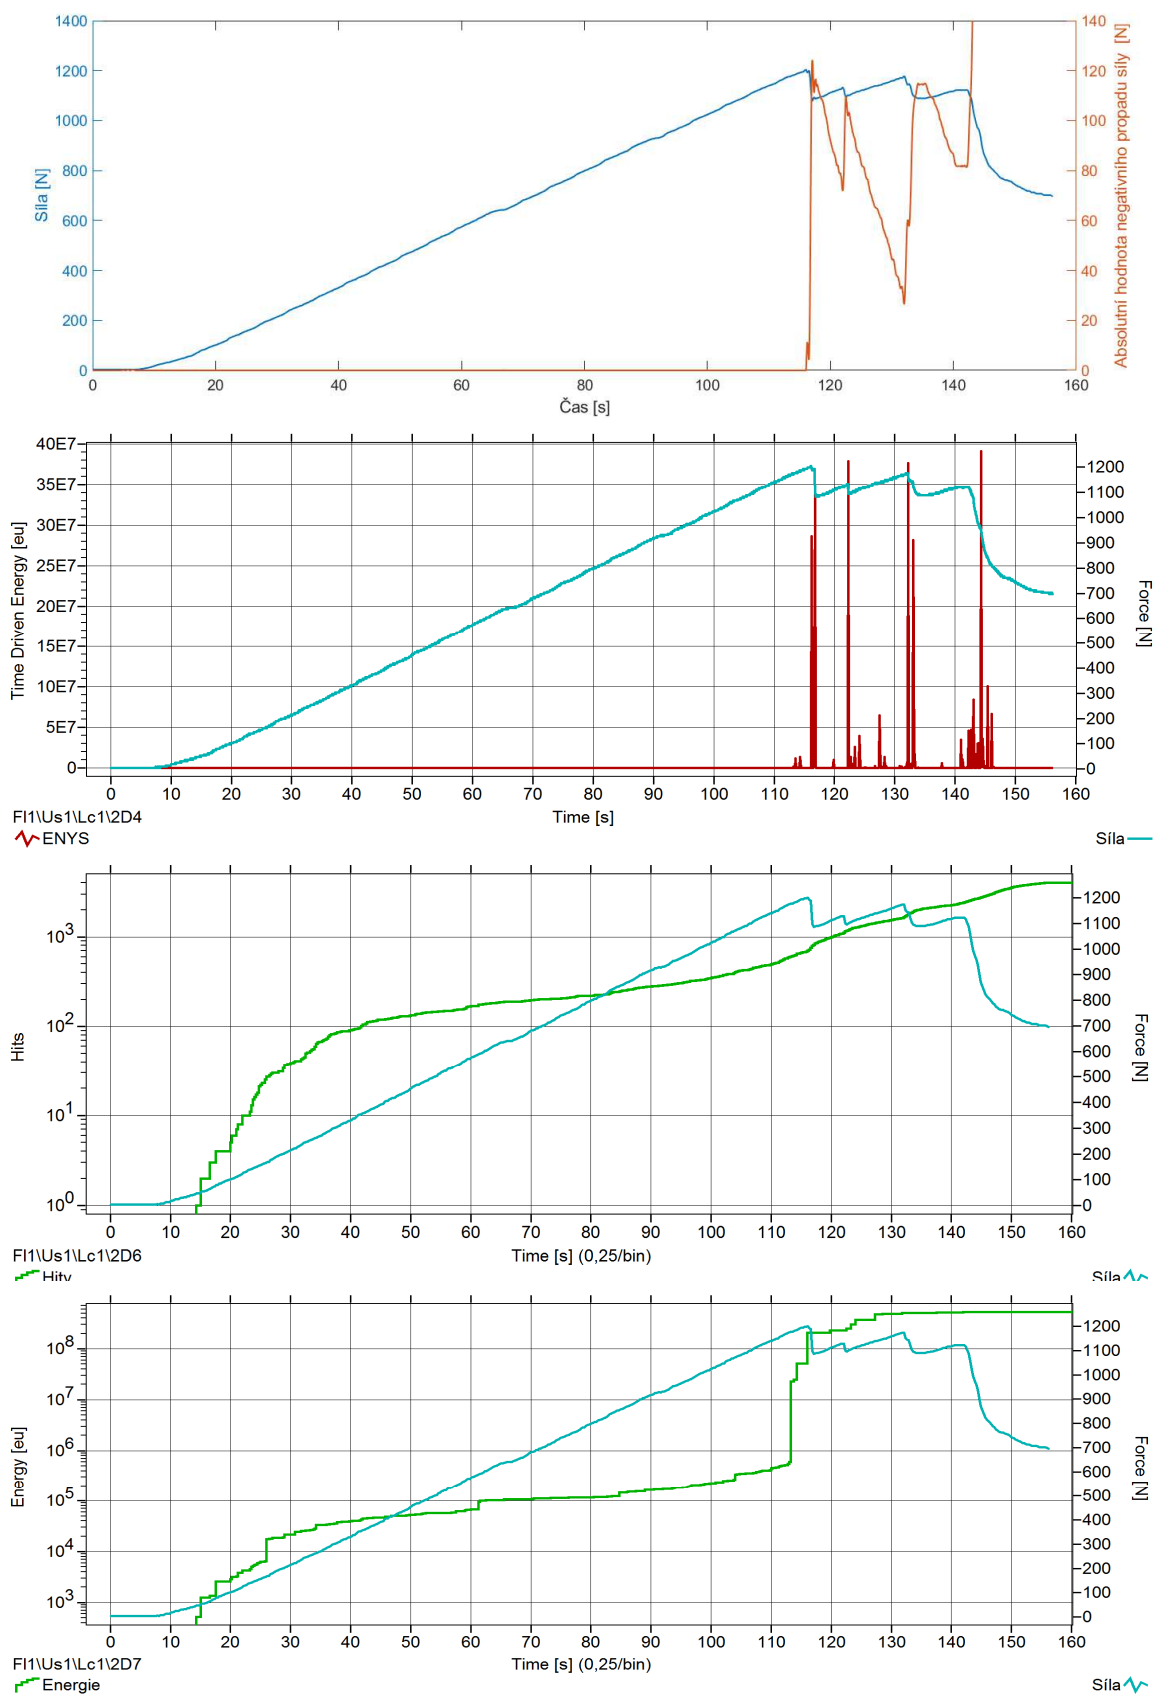 1400
1200
1000
800
600
400
200
0
Síla [N]
140
120
100
80
60
40
20
0
Absolutní hodnota negativního propadu síly [N]
0 20 40 60 80 100 120 140 160
Čas [s]
40E7
35E7
30E7
25E7
20E7
15E7
10E7
5E7
0
Time Driven Energy [eu]
1200
1100
1000
900
800
700
600
500
400
300
200
100
0
Force [N]
0 10 20 30 40 50 60 70 80 90 100 110 120 130 140 150 160
FI1\Us1\Lc1\2D4 Time [s]
ENYS Síla
10³
10²
10¹
10⁰
Hits
1200
1100
1000
900
800
700
600
500
400
300
200
100
0
Force [N]
0 10 20 30 40 50 60 70 80 90 100 110 120 130 140 150 160
FI1\Us1\Lc1\2D6 Time [s] (0,25/bin)
Hity Síla
10⁸
10⁷
10⁶
10⁵
10⁴
10³
Energy [eu]
1200
1100
1000
900
800
700
600
500
400
300
200
100
0
Force [N]
0 10 20 30 40 50 60 70 80 90 100 110 120 130 140 150 160
FI1\Us1\Lc1\2D7 Time [s] (0,25/bin)
Energie Síla